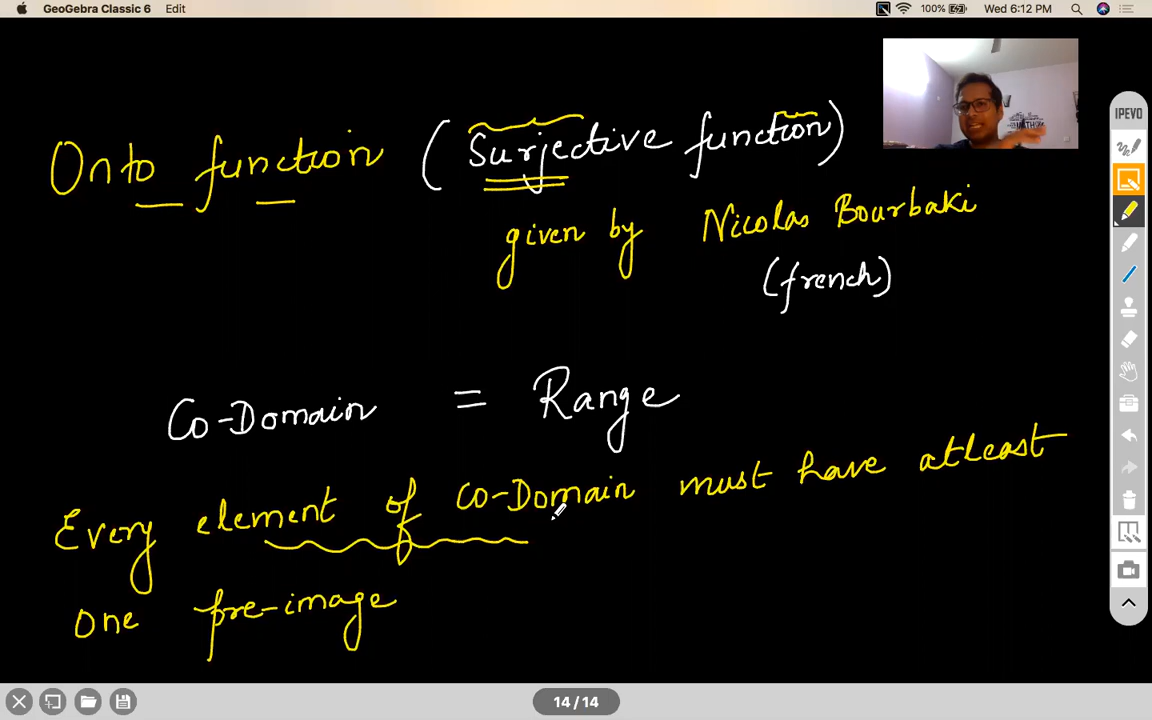 GeoGebra Classic 6 Edit 100% Wed 6:12 PM
IPEVO
Onto function (Surjective function)
given by Nicolas Bourbaki
(french)
Co-Domain = Range
Every element of Co-Domain must have atleast
one pre-image
14 / 14